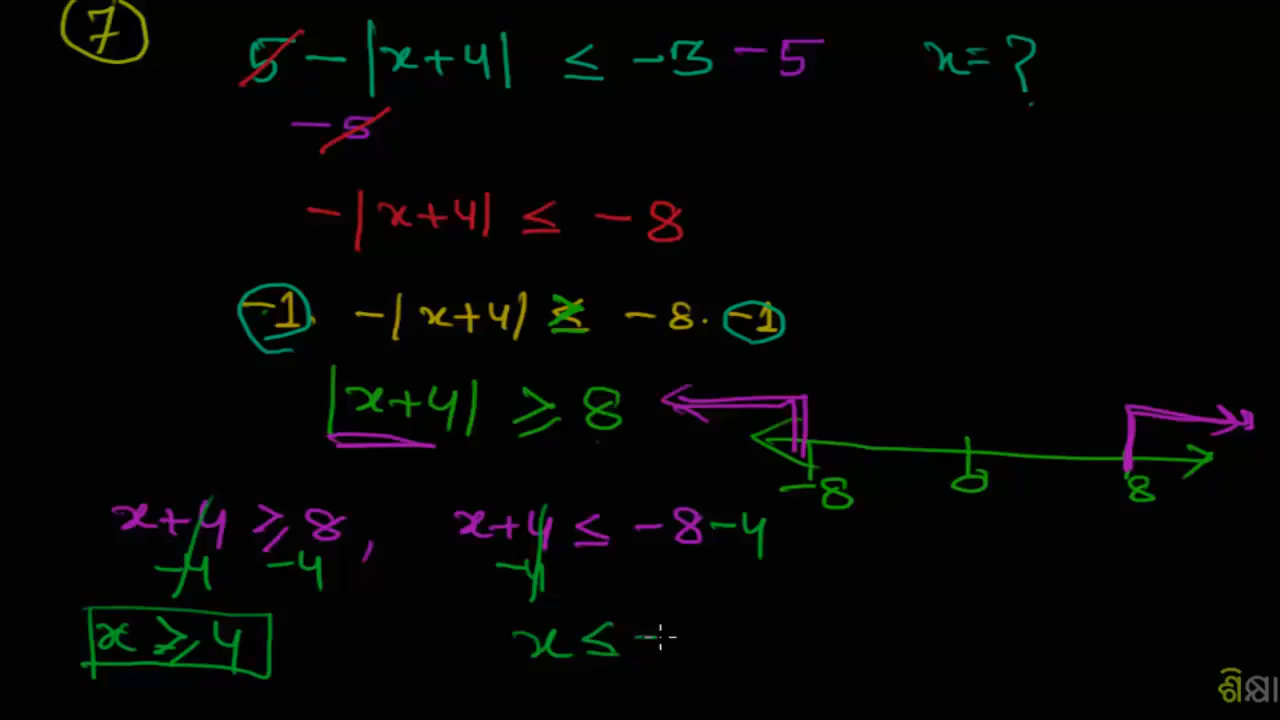 7
5 - |x+4| ≤ -3 - 5 x = ?
-5
-|x+4| ≤ -8
-1. -|x+4| ≤ -8. -1
|x+4| ≥ 8
-8 0 8
x+4 ≥ 8, x+4 ≤ -8 -4
-4 -4 -4
x ≥ 4 x ≤ -
ଶିକ୍ଷା